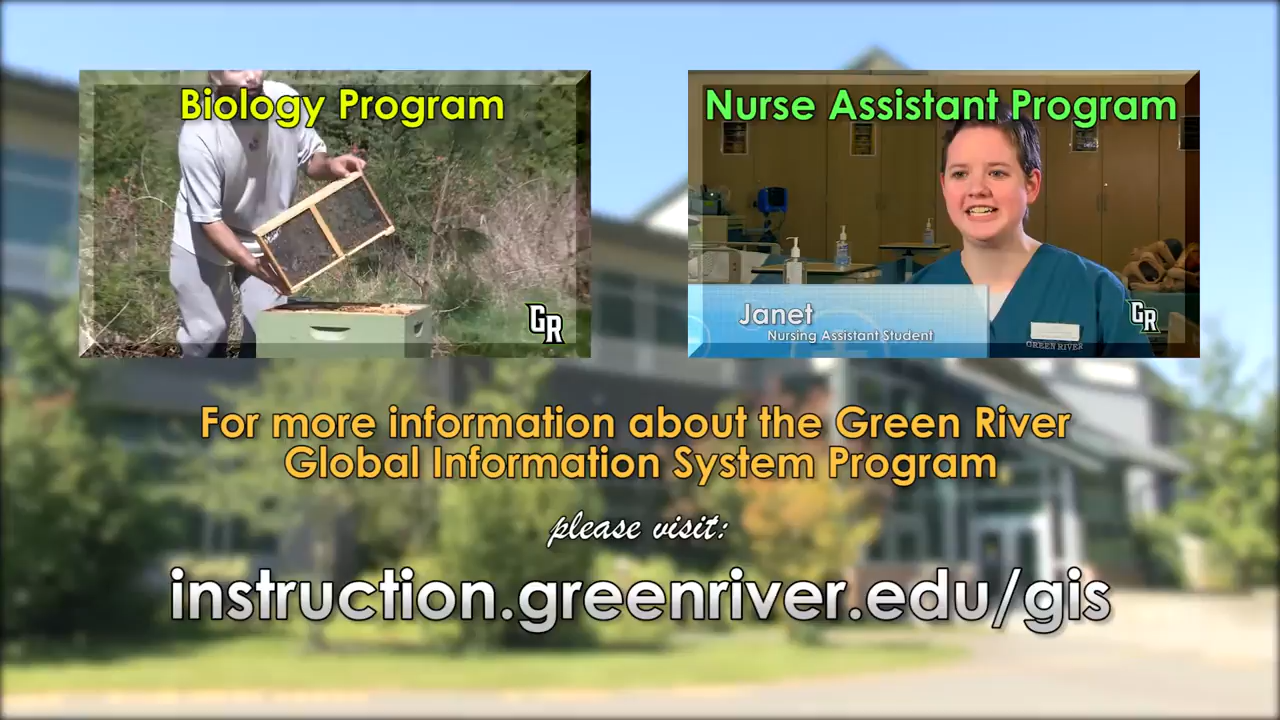 Biology Program
GR
Nurse Assistant Program
Janet
Nursing Assistant Student
GREEN RIVER
GR
For more information about the Green River
Global Information System Program
please visit:
instruction.greenriver.edu/gis